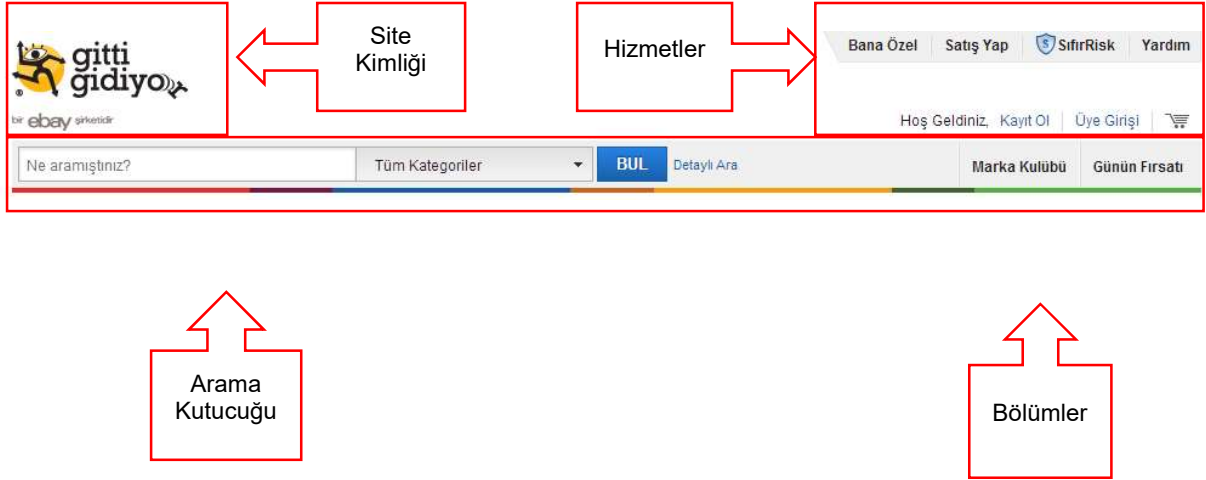 gitti
gidiyor
bir ebay şirketidir
Site
Kimliği
Hizmetler
Bana Özel Satış Yap S SıfırRisk Yardım
Hoş Geldiniz, Kayıt Ol Üye Girişi
Ne aramıştınız? Tüm Kategoriler BUL Detaylı Ara Marka Kulübü Günün Fırsatı
Arama
Kutucuğu
Bölümler